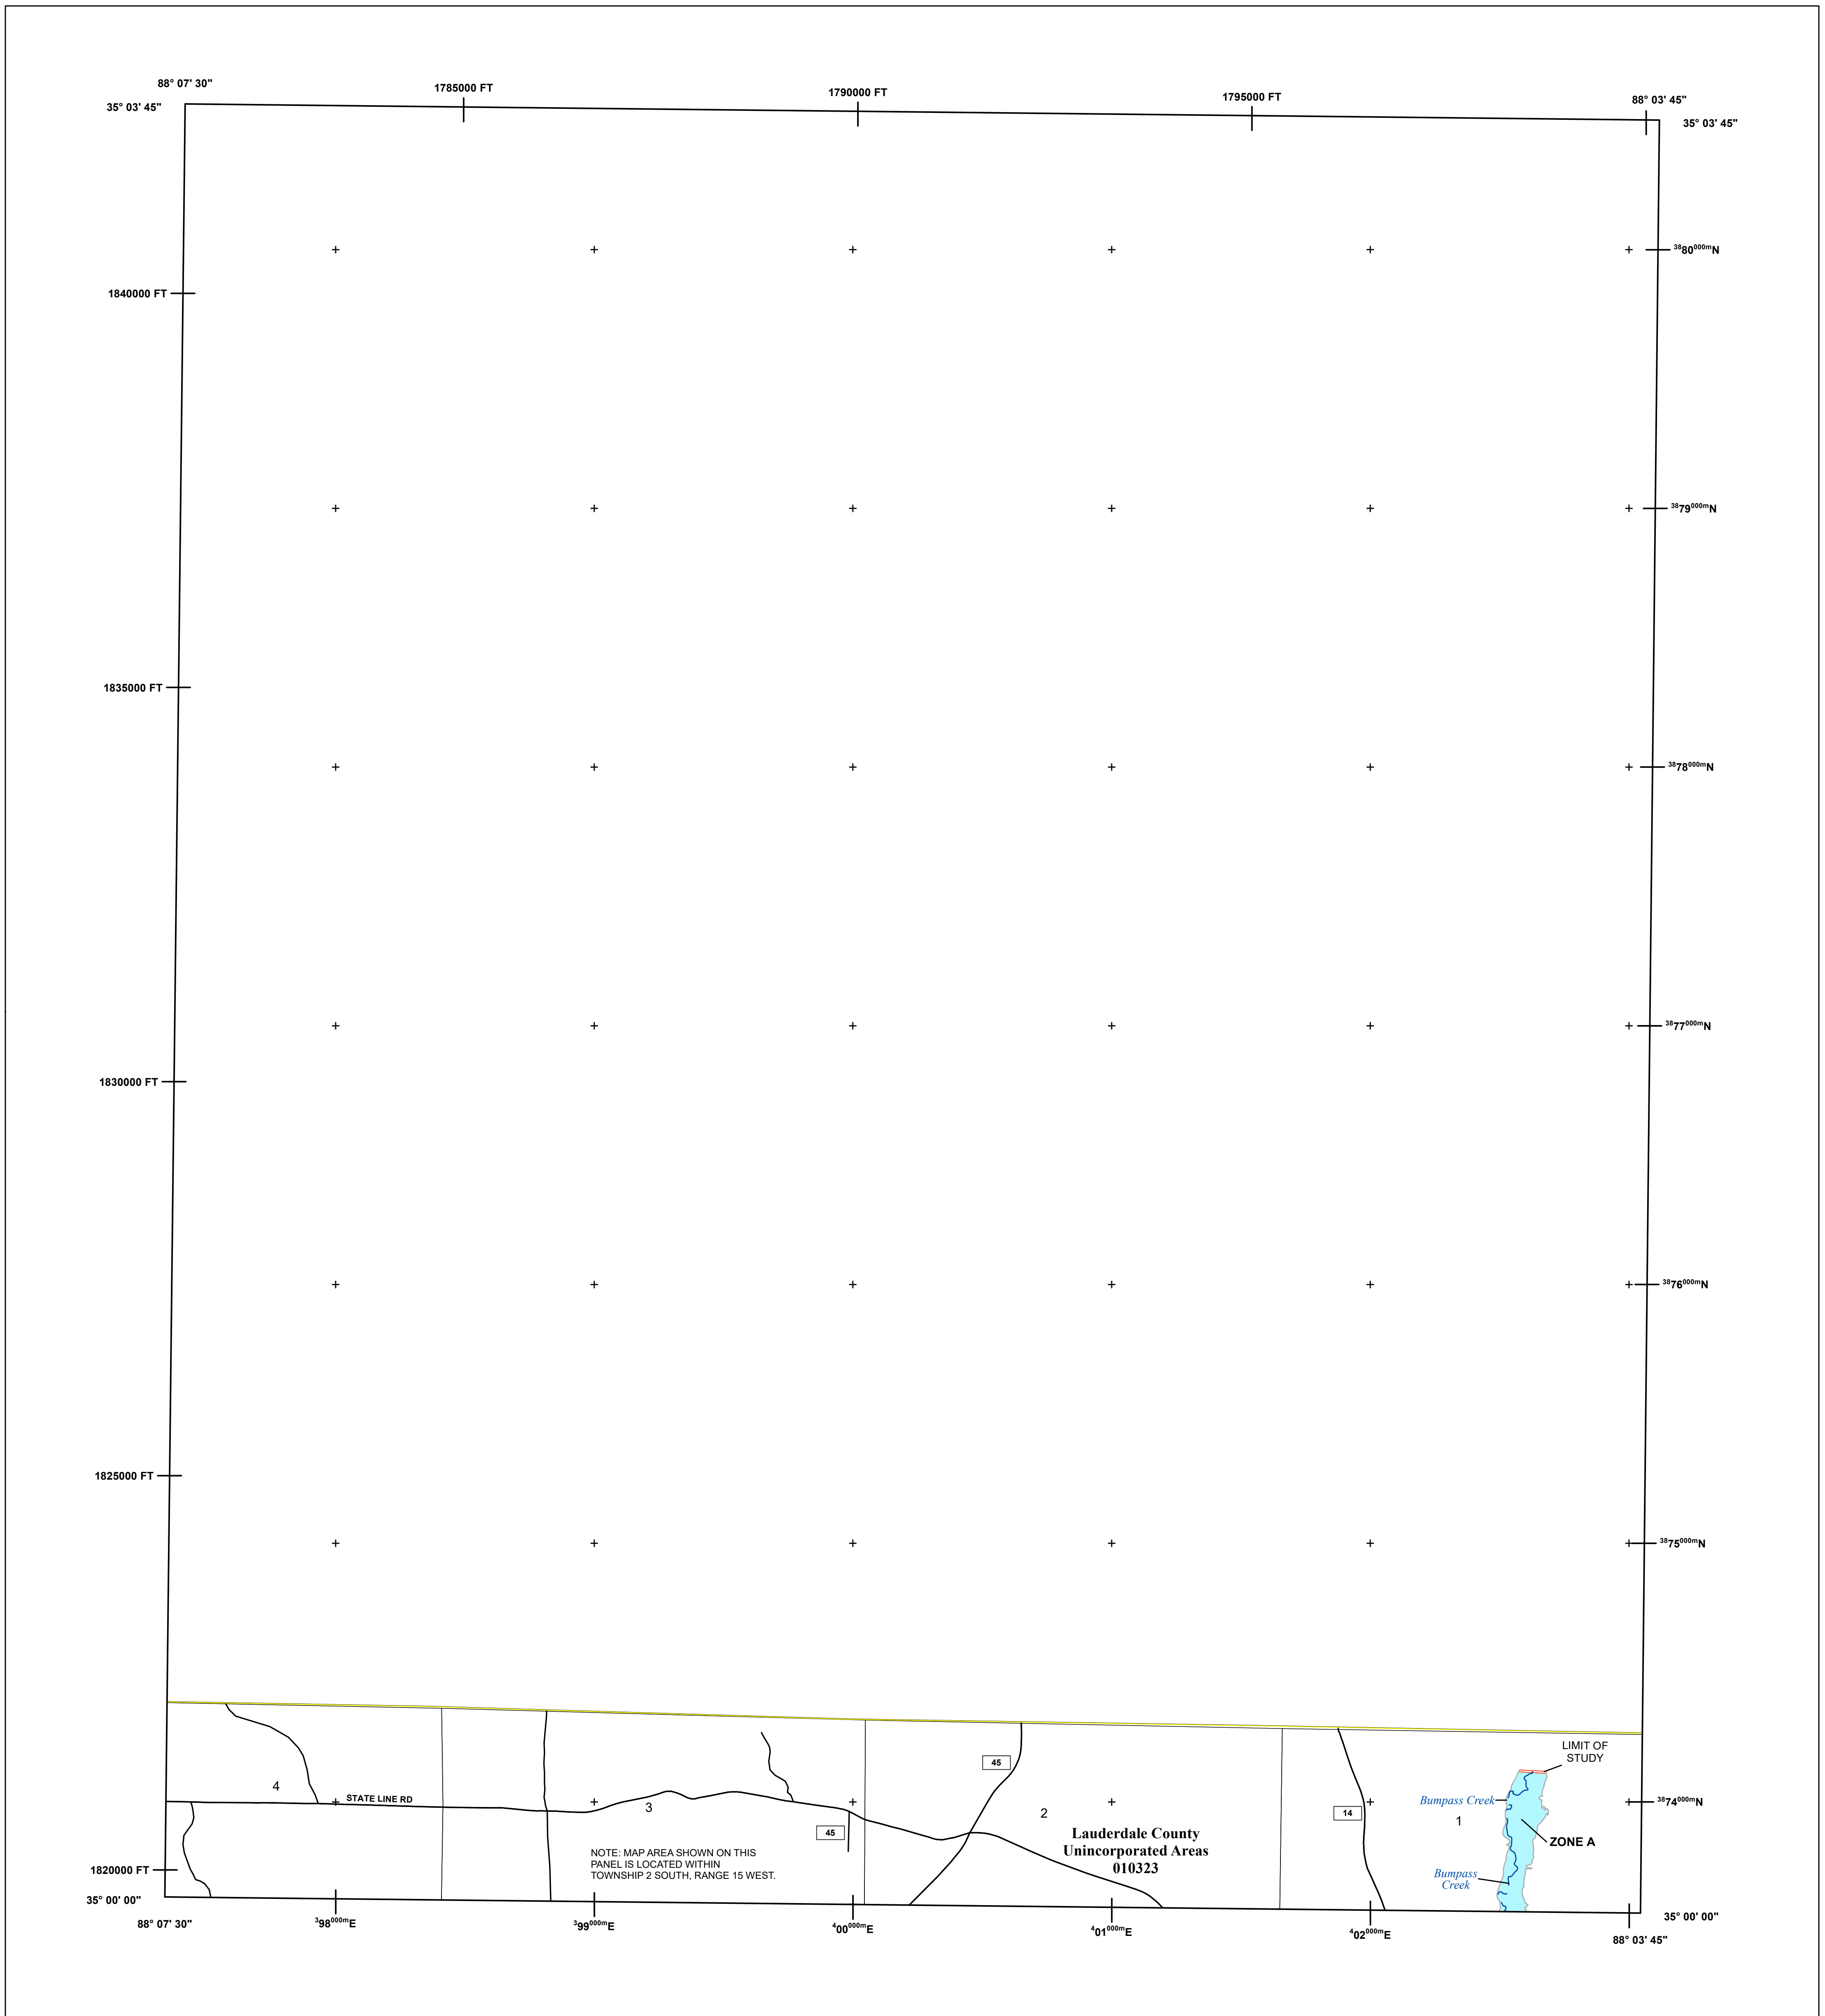 88° 07' 30"
1785000 FT
1790000 FT
1795000 FT
88° 03' 45"
35° 03' 45"
35° 03' 45"
3880000mN
1840000 FT
3879000mN
1835000 FT
3878000mN
3877000mN
1830000 FT
3876000mN
1825000 FT
3875000mN
LIMIT OF
STUDY
45
4
STATE LINE RD
3
2
14
Bumpass Creek
1
3874000mN
45
Lauderdale County
Unincorporated Areas
010323
ZONE A
NOTE: MAP AREA SHOWN ON THIS
PANEL IS LOCATED WITHIN
TOWNSHIP 2 SOUTH, RANGE 15 WEST.
1820000 FT
Bumpass
Creek
35° 00' 00"
35° 00' 00"
88° 07' 30"
398000mE
399000mE
400000mE
401000mE
402000mE
88° 03' 45"